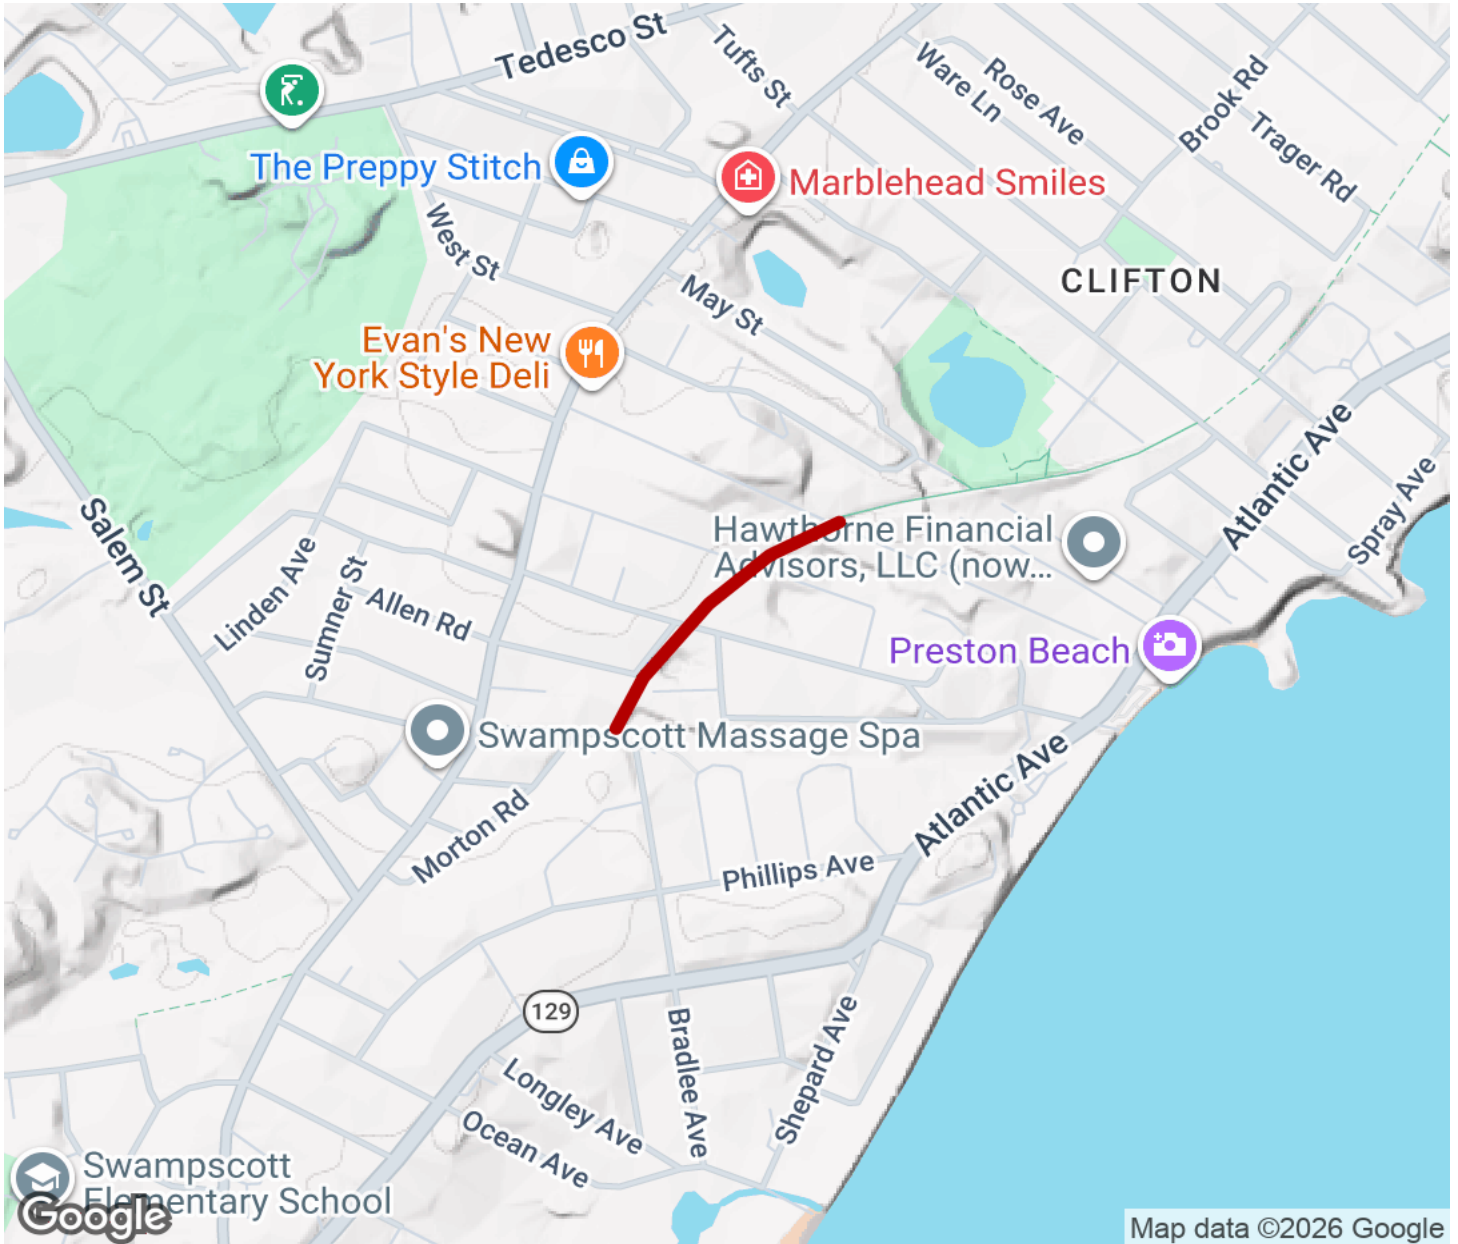 Tedesco St
Tufts St
Ware Ln
Rose Ave
Brook Rd
Trager Rd
The Preppy Stitch
Marblehead Smiles
West St
CLIFTON
May St
Evan's New
York Style Deli
Atlantic Ave
Spray Ave
Salem St
Hawthorne Financial
Advisors, LLC (now...
Linden Ave
Sumner St
Allen Rd
Preston Beach
Swampscott Massage Spa
Atlantic Ave
Morton Rd
Phillips Ave
129
Bradlee Ave
Shepard Ave
Longley Ave
Ocean Ave
Swampscott
Elementary School
Google
Map data ©2026 Google